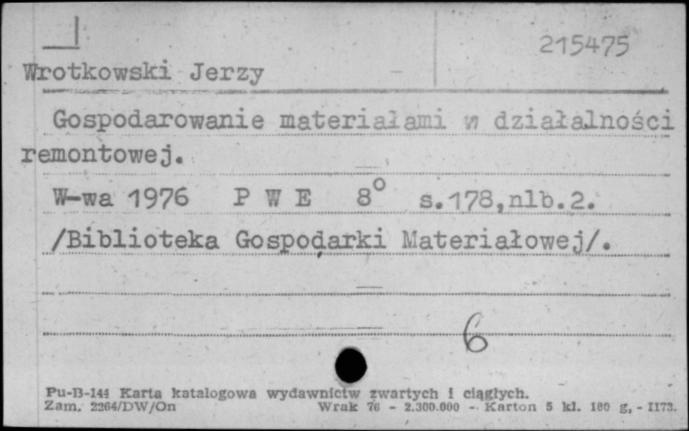 215475
Wrotkowski Jerzy
Gospodarowanie materiałami w działalności
remontowej.
W-wa 1976 P W E 8° s.178,nlb.2.
/Biblioteka Gospodarki Materiałowej/.
6
Pu-B-144 Karta katalogowa wydawnictw zwartych i ciągłych.
Zam. 2264/DW/On Wrak 76 - 2.300.000 - Karton 5 kl. 180 g, - 1173.